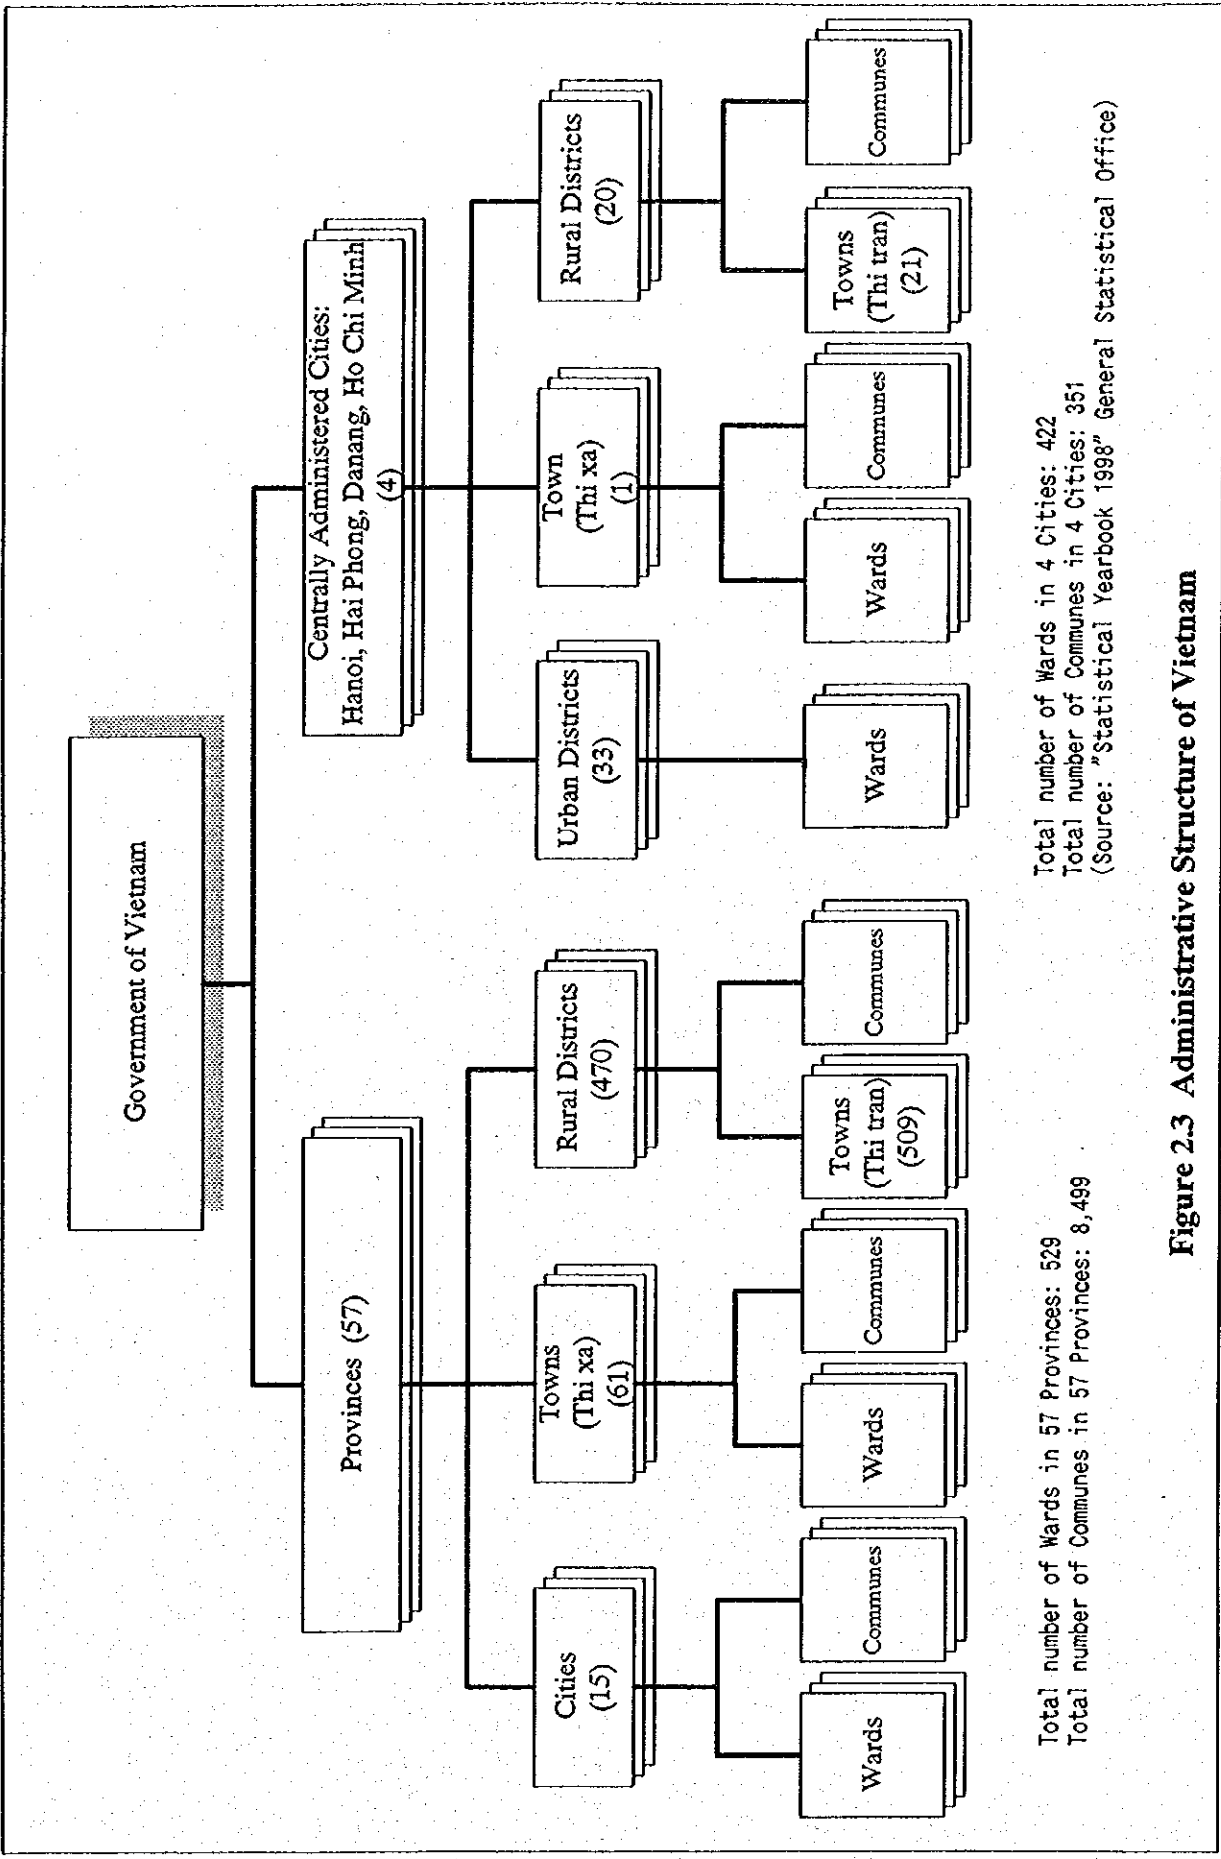 Government of Vietnam
Provinces (57)
Centrally Administered Cities:
Hanoi, Hai Phong, Danang, Ho Chi Minh
(4)
Cities
(15)
Towns
(Thi xa)
(61)
Rural Districts
(470)
Urban Districts
(33)
Town
(Thi xa)
(1)
Rural Districts
(20)
Wards
Communes
Wards
Communes
Towns
(Thi tran)
(509)
Communes
Wards
Wards
Communes
Towns
(Thi tran)
(21)
Communes
Total number of Wards in 57 Provinces: 529
Total number of Communes in 57 Provinces: 8,499
Total number of Wards in 4 Cities: 422
Total number of Communes in 4 Cities: 351
(Source: "Statistical Yearbook 1998" General Statistical Office)
Figure 2.3 Administrative Structure of Vietnam